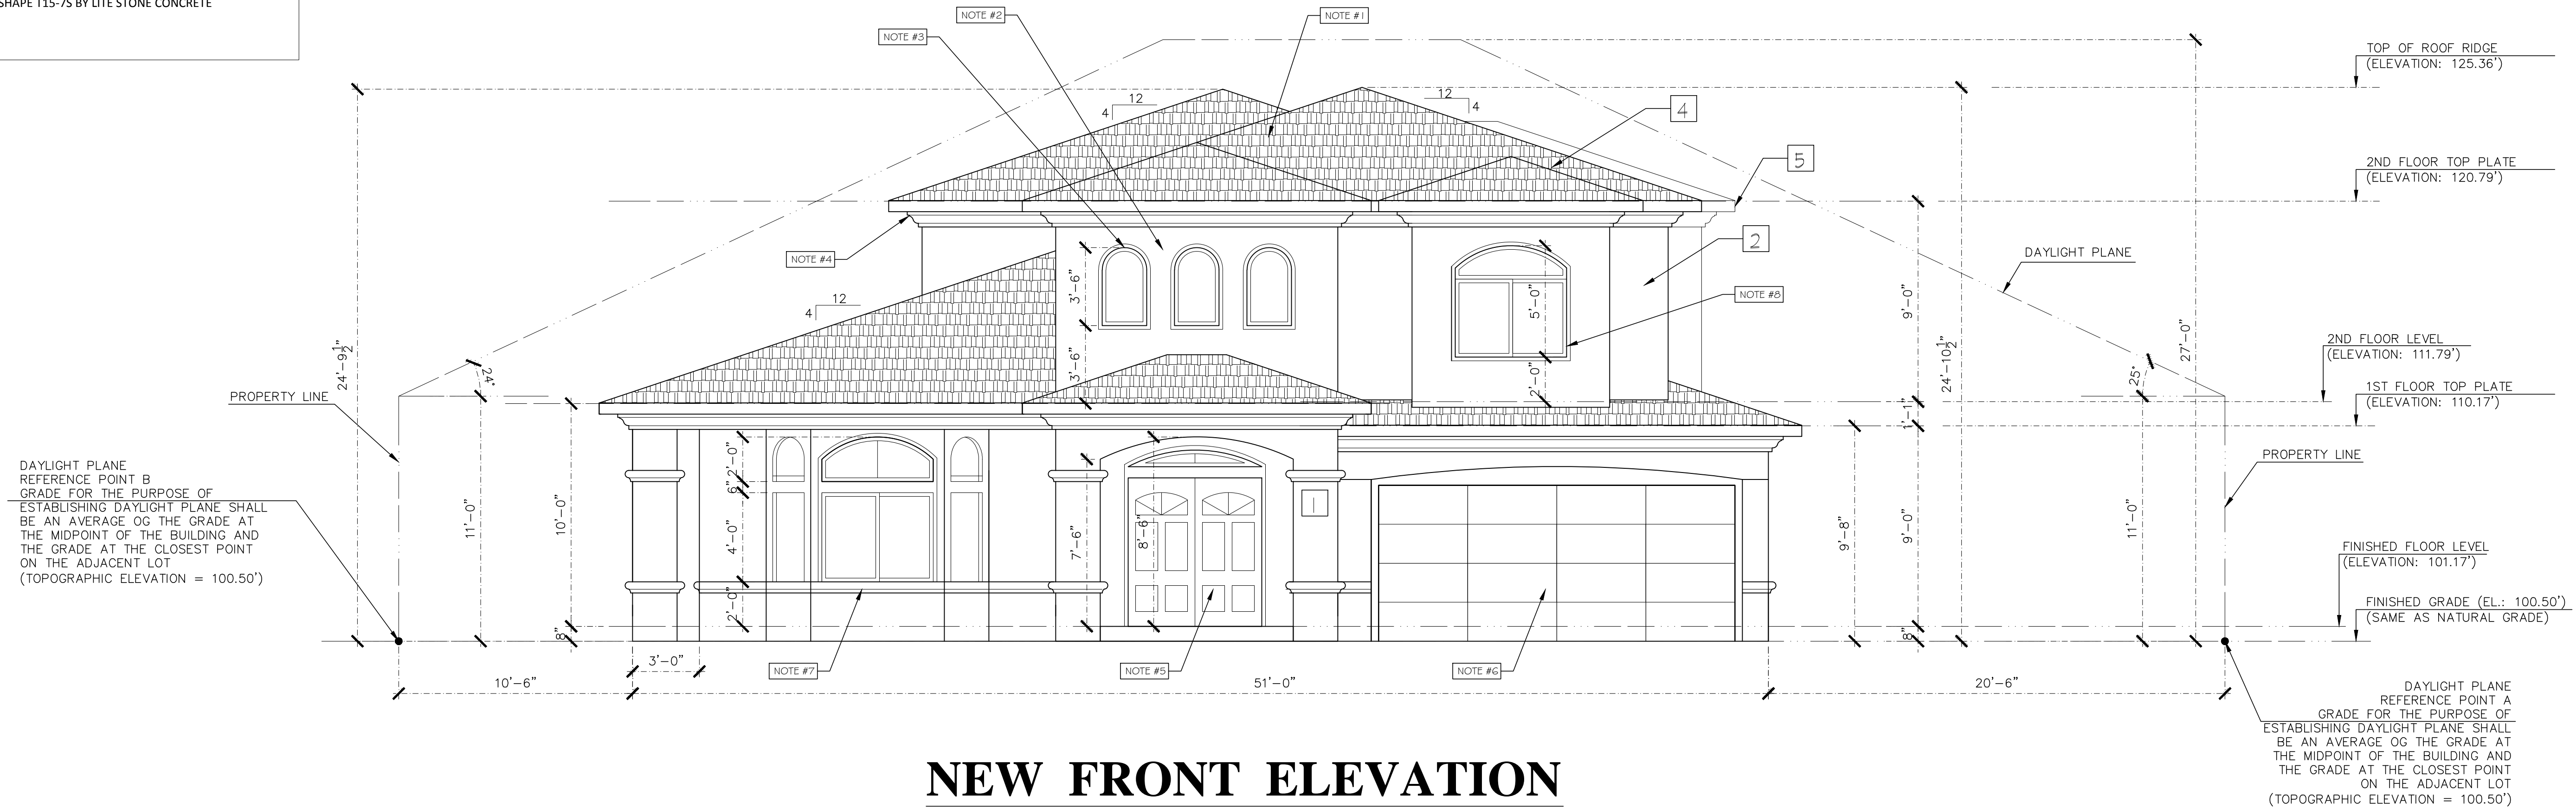 SHAPE T15-7S BY LITE STONE CONCRETE
NOTE #2
NOTE #1
NOTE #3
TOP OF ROOF RIDGE
(ELEVATION: 125.36')
12
4
12
4
4
5
2ND FLOOR TOP PLATE
(ELEVATION: 120.79')
NOTE #4
2
DAYLIGHT PLANE
3'-6"
5'-0"
9'-0"
NOTE #8
12
4
24'-9 1/2"
24'-10 1/2"
27'-0"
2ND FLOOR LEVEL
(ELEVATION: 111.79')
24°
3'-6"
2'-0"
25°
PROPERTY LINE
1ST FLOOR TOP PLATE
(ELEVATION: 110.17')
1'-1"
PROPERTY LINE
DAYLIGHT PLANE
REFERENCE POINT B
GRADE FOR THE PURPOSE OF
ESTABLISHING DAYLIGHT PLANE SHALL
BE AN AVERAGE OG THE GRADE AT
THE MIDPOINT OF THE BUILDING AND
THE GRADE AT THE CLOSEST POINT
ON THE ADJACENT LOT
(TOPOGRAPHIC ELEVATION = 100.50')
11'-0"
10'-0"
2'-0"
6"
4'-0"
2'-0"
7'-6"
8'-6"
1
9'-8"
9'-0"
11'-0"
FINISHED FLOOR LEVEL
(ELEVATION: 101.17')
FINISHED GRADE (EL.: 100.50')
(SAME AS NATURAL GRADE)
8"
8"
3'-0"
NOTE #7
NOTE #5
NOTE #6
10'-6"
51'-0"
20'-6"
DAYLIGHT PLANE
REFERENCE POINT A
GRADE FOR THE PURPOSE OF
ESTABLISHING DAYLIGHT PLANE SHALL
BE AN AVERAGE OG THE GRADE AT
THE MIDPOINT OF THE BUILDING AND
THE GRADE AT THE CLOSEST POINT
ON THE ADJACENT LOT
(TOPOGRAPHIC ELEVATION = 100.50')
NEW FRONT ELEVATION